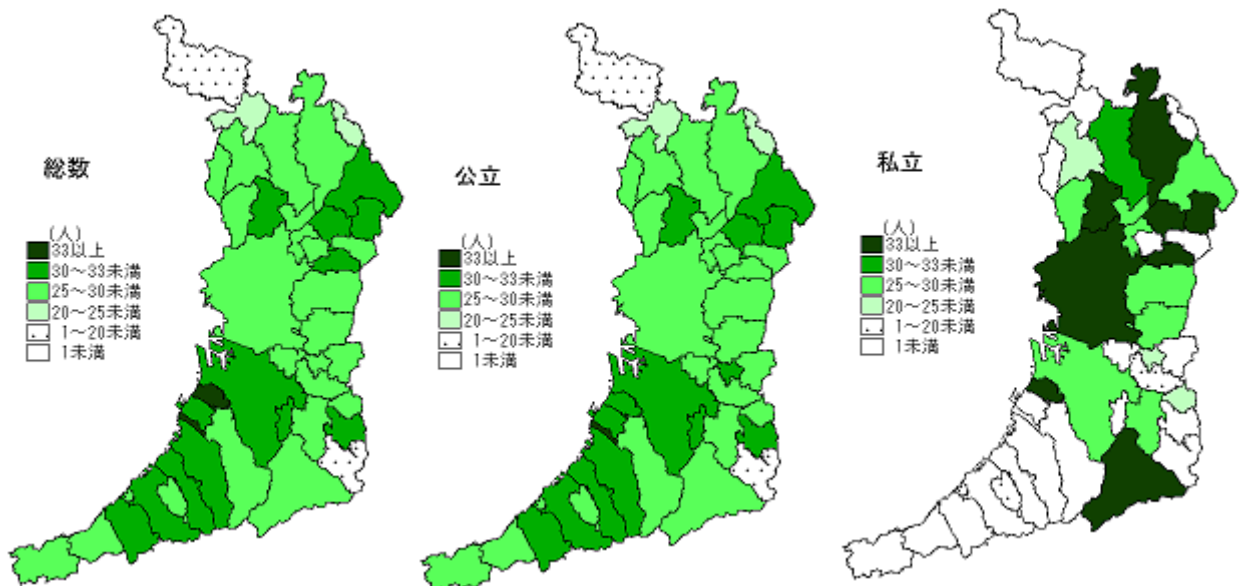 総数
(人)
33以上
30～33未満
25～30未満
20～25未満
1～20未満
1未満
公立
(人)
33以上
30～33未満
25～30未満
20～25未満
1～20未満
1未満
私立
(人)
33以上
30～33未満
25～30未満
20～25未満
1～20未満
1未満